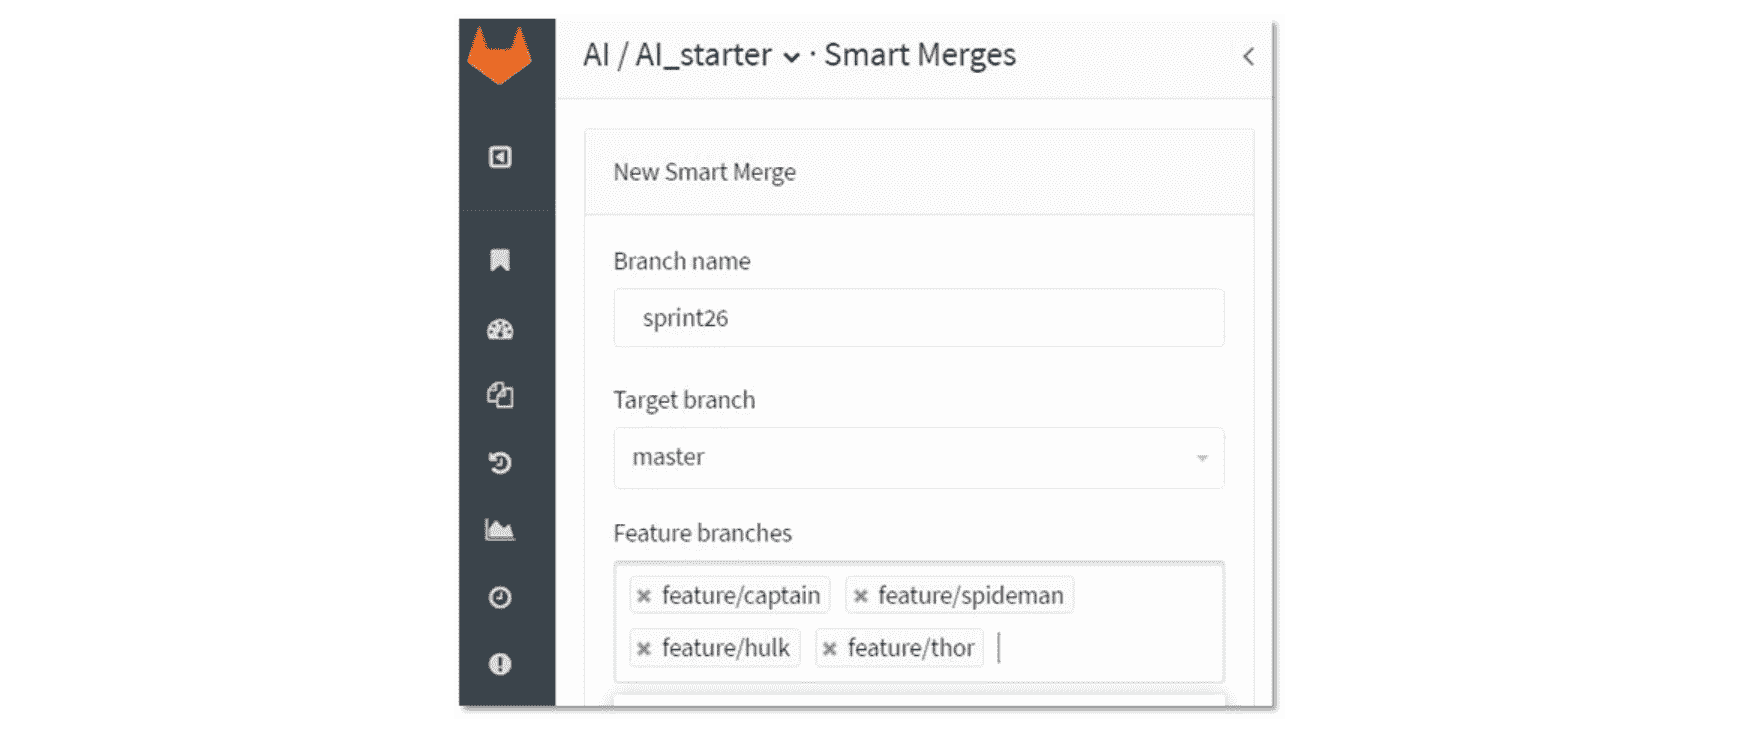 AI / AI_starter · Smart Merges
New Smart Merge
Branch name
sprint26
Target branch
master
Feature branches
feature/captain feature/spideman
feature/hulk feature/thor